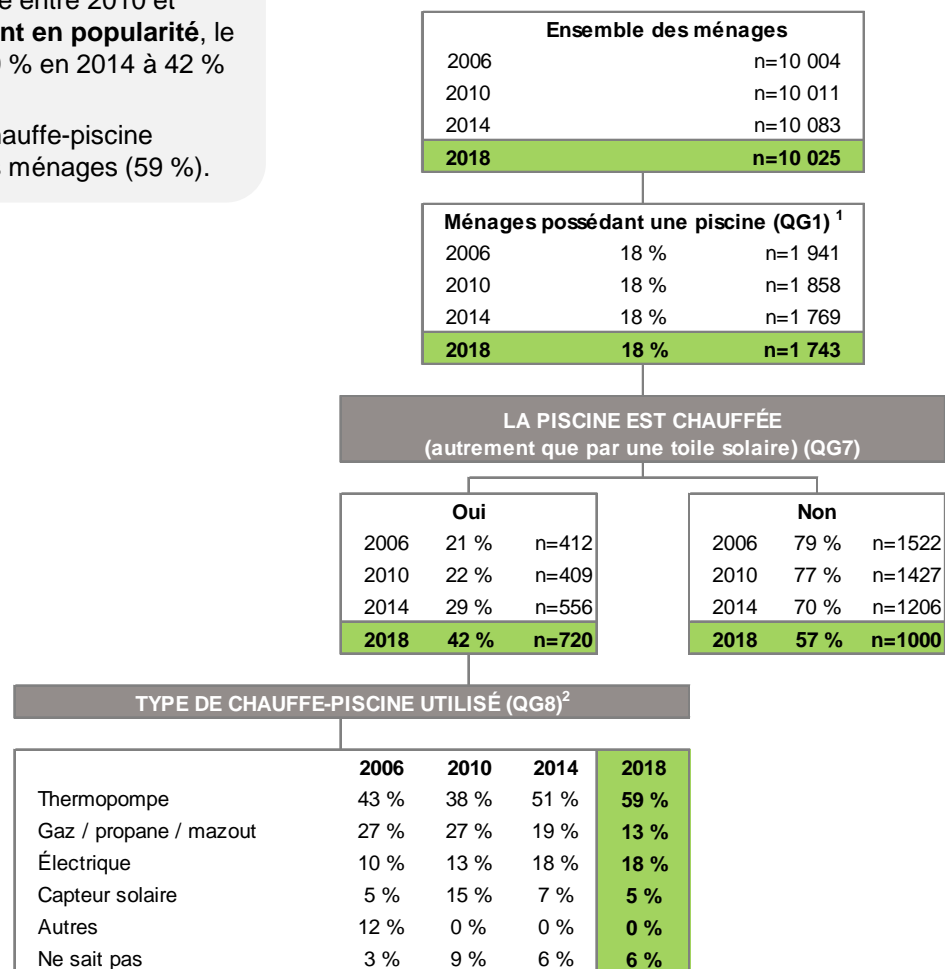 entre 2010 et
nt en popularité, le
% en 2014 à 42 %
auffe-piscine
ménages (59 %).
Ensemble des ménages
2006 n=10 004
2010 n=10 011
2014 n=10 083
2018 n=10 025
Ménages possédant une piscine (QG1) 1
2006 18 % n=1 941
2010 18 % n=1 858
2014 18 % n=1 769
2018 18 % n=1 743
LA PISCINE EST CHAUFFÉE
(autrement que par une toile solaire) (QG7)
Oui
2006 21 % n=412
2010 22 % n=409
2014 29 % n=556
2018 42 % n=720
Non
2006 79 % n=1522
2010 77 % n=1427
2014 70 % n=1206
2018 57 % n=1000
TYPE DE CHAUFFE-PISCINE UTILISÉ (QG8)2
2006 2010 2014 2018
Thermopompe 43 % 38 % 51 % 59 %
Gaz / propane / mazout 27 % 27 % 19 % 13 %
Électrique 10 % 13 % 18 % 18 %
Capteur solaire 5 % 15 % 7 % 5 %
Autres 12 % 0 % 0 % 0 %
Ne sait pas 3 % 9 % 6 % 6 %